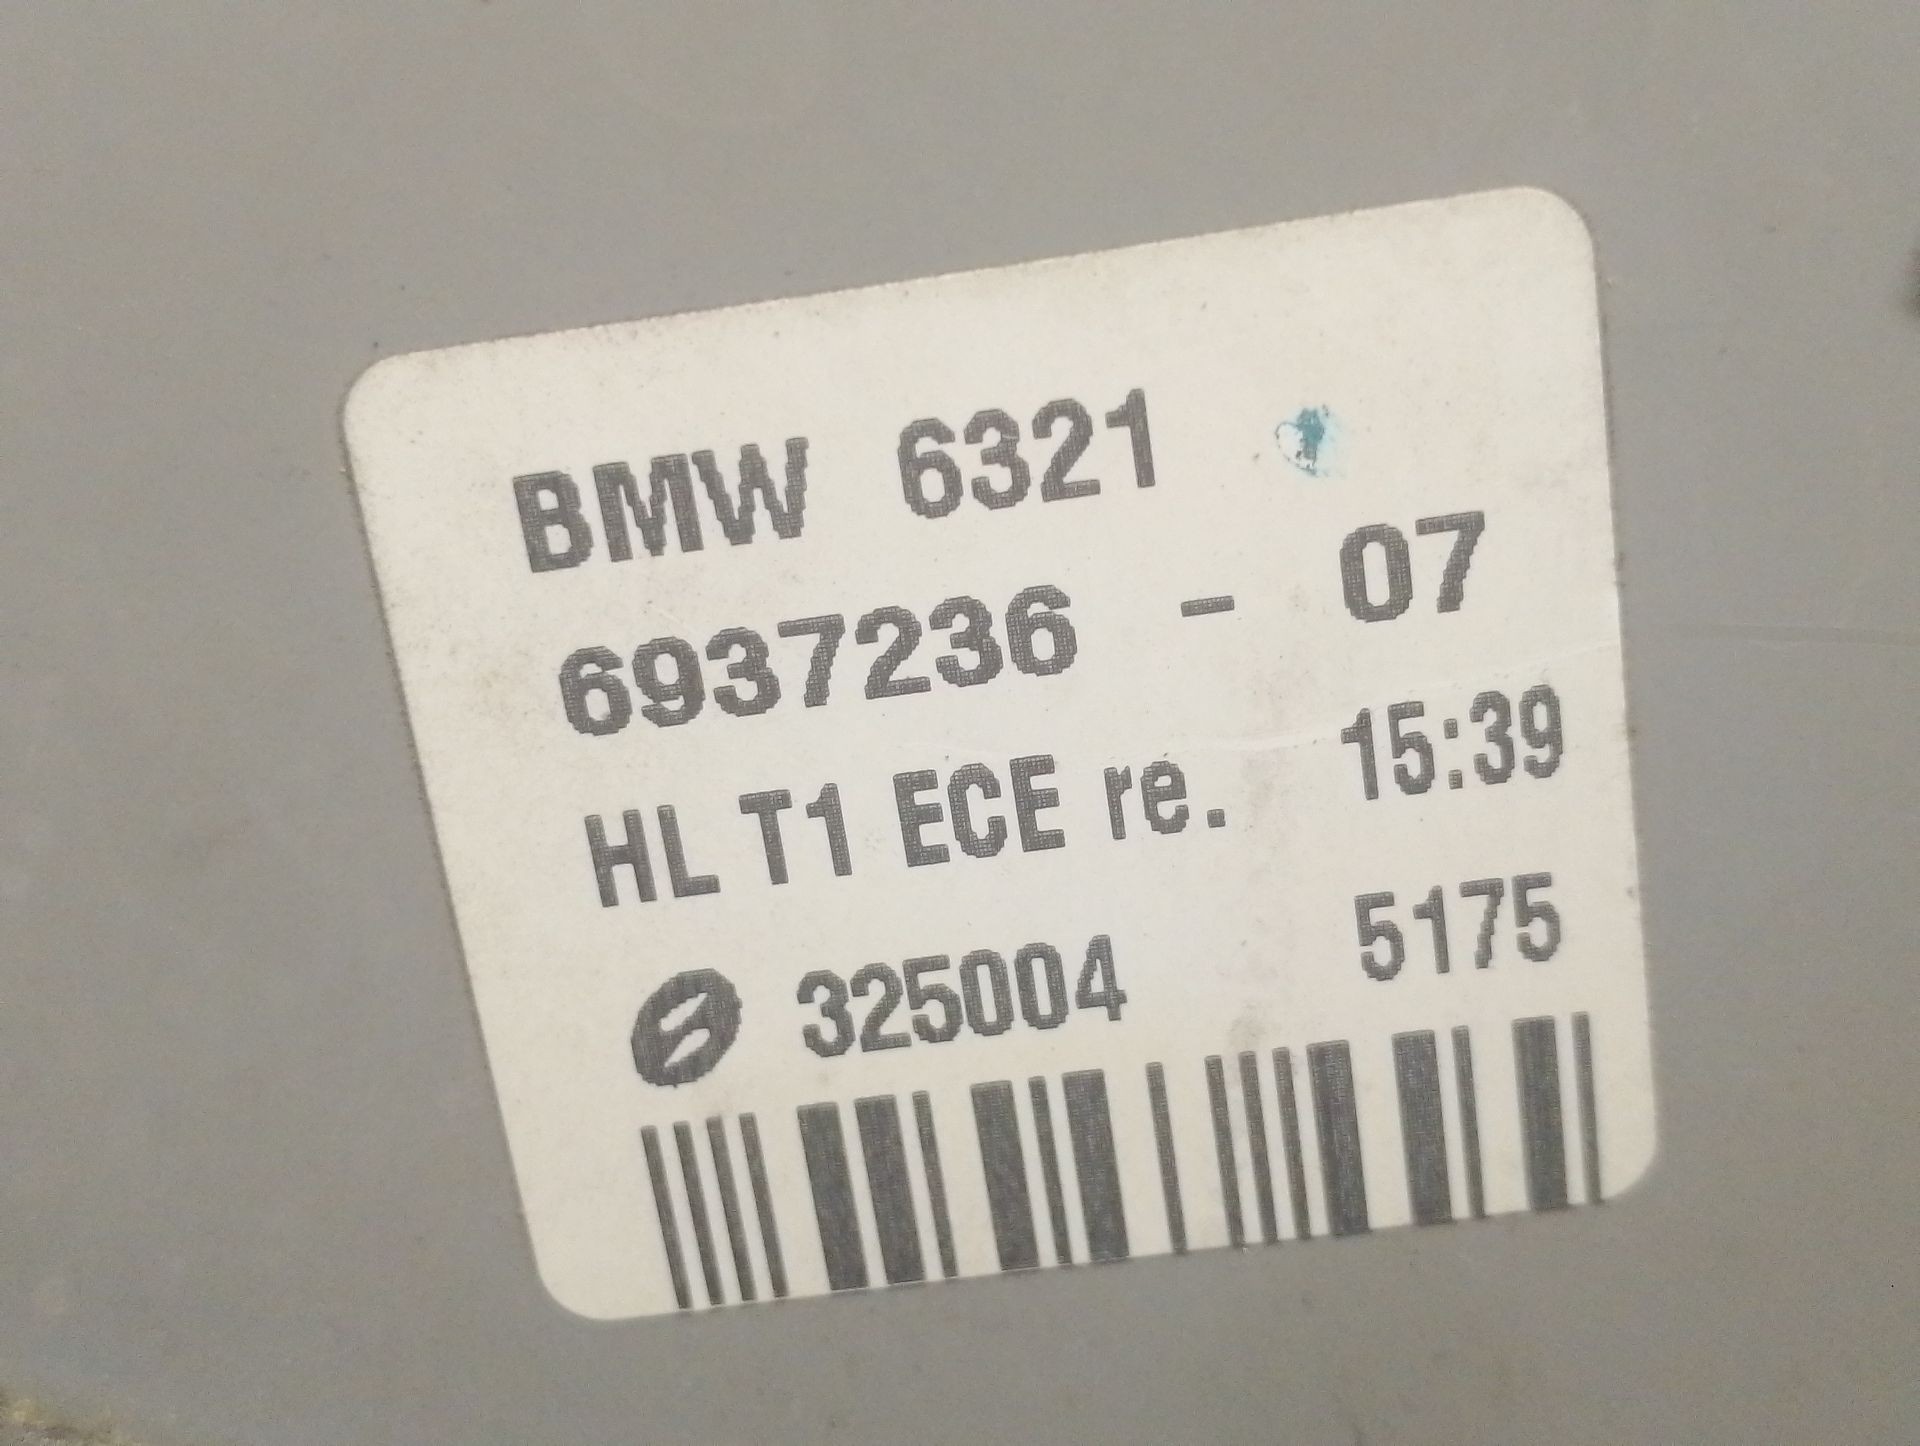 BMW 6321
6937236 - 07
HL T1 ECE re. 15:39
325004 5175